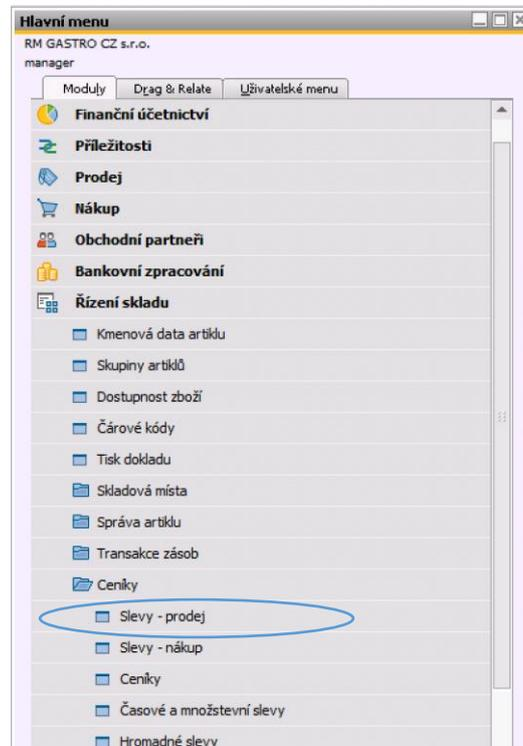 Hlavní menu
RM GASTRO CZ s.r.o.
manager
Moduly Drag & Relate Uživatelské menu
Finanční účetnictví
Příležitosti
Prodej
Nákup
Obchodní partneři
Bankovní zpracování
Řízení skladu
Kmenová data artiklu
Skupiny artiklů
Dostupnost zboží
Čárové kódy
Tisk dokladu
Skladová místa
Správa artiklu
Transakce zásob
Ceníky
Slevy - prodej
Slevy - nákup
Ceníky
Časové a množstevní slevy
Hromadné slevy